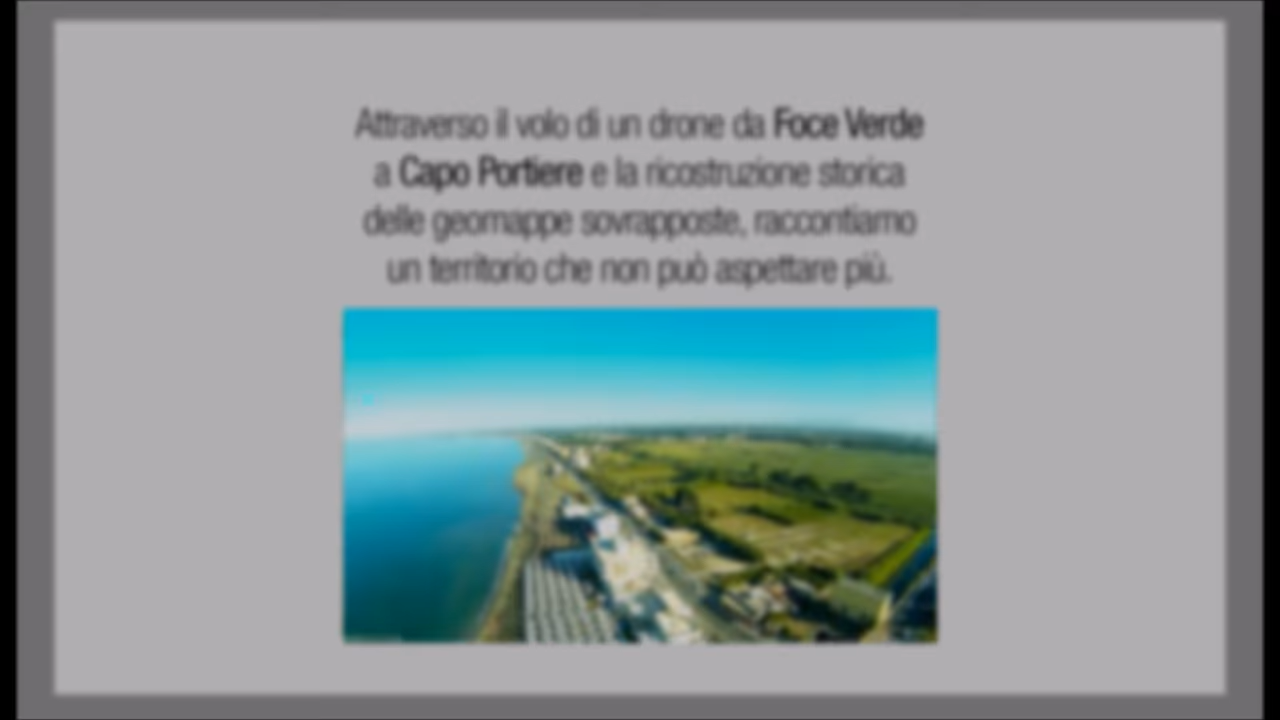 Attraverso il volo di un drone da Foce Verde
a Capo Portiere e la ricostruzione storica
delle geomappe sovrapposte, raccontiamo
un territorio che non può aspettare più.